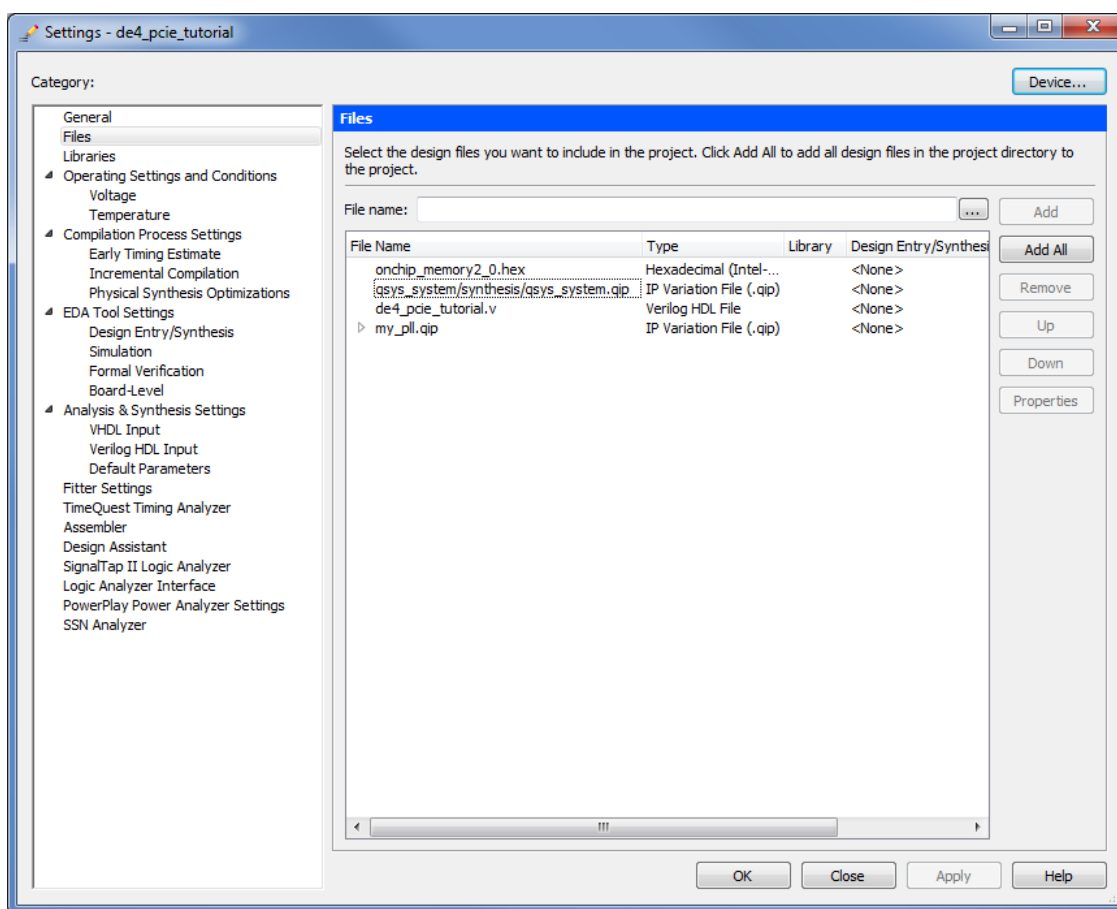 Settings - de4_pcie_tutorial
Category:
Device...
General
Files
Libraries
Operating Settings and Conditions
Voltage
Temperature
Compilation Process Settings
Early Timing Estimate
Incremental Compilation
Physical Synthesis Optimizations
EDA Tool Settings
Design Entry/Synthesis
Simulation
Formal Verification
Board-Level
Analysis & Synthesis Settings
VHDL Input
Verilog HDL Input
Default Parameters
Fitter Settings
TimeQuest Timing Analyzer
Assembler
Design Assistant
SignalTap II Logic Analyzer
Logic Analyzer Interface
PowerPlay Power Analyzer Settings
SSN Analyzer
Files
Select the design files you want to include in the project. Click Add All to add all design files in the project directory to
the project.
File name: ... Add
File Name Type Library Design Entry/Synthesi Add All
onchip_memory2_0.hex Hexadecimal (Intel-... <None>
qsys_system/synthesis/qsys_system.qip IP Variation File (.qip) <None> Remove
de4_pcie_tutorial.v Verilog HDL File <None>
my_pll.qip IP Variation File (.qip) <None> Up
Down
Properties
OK Close Apply Help